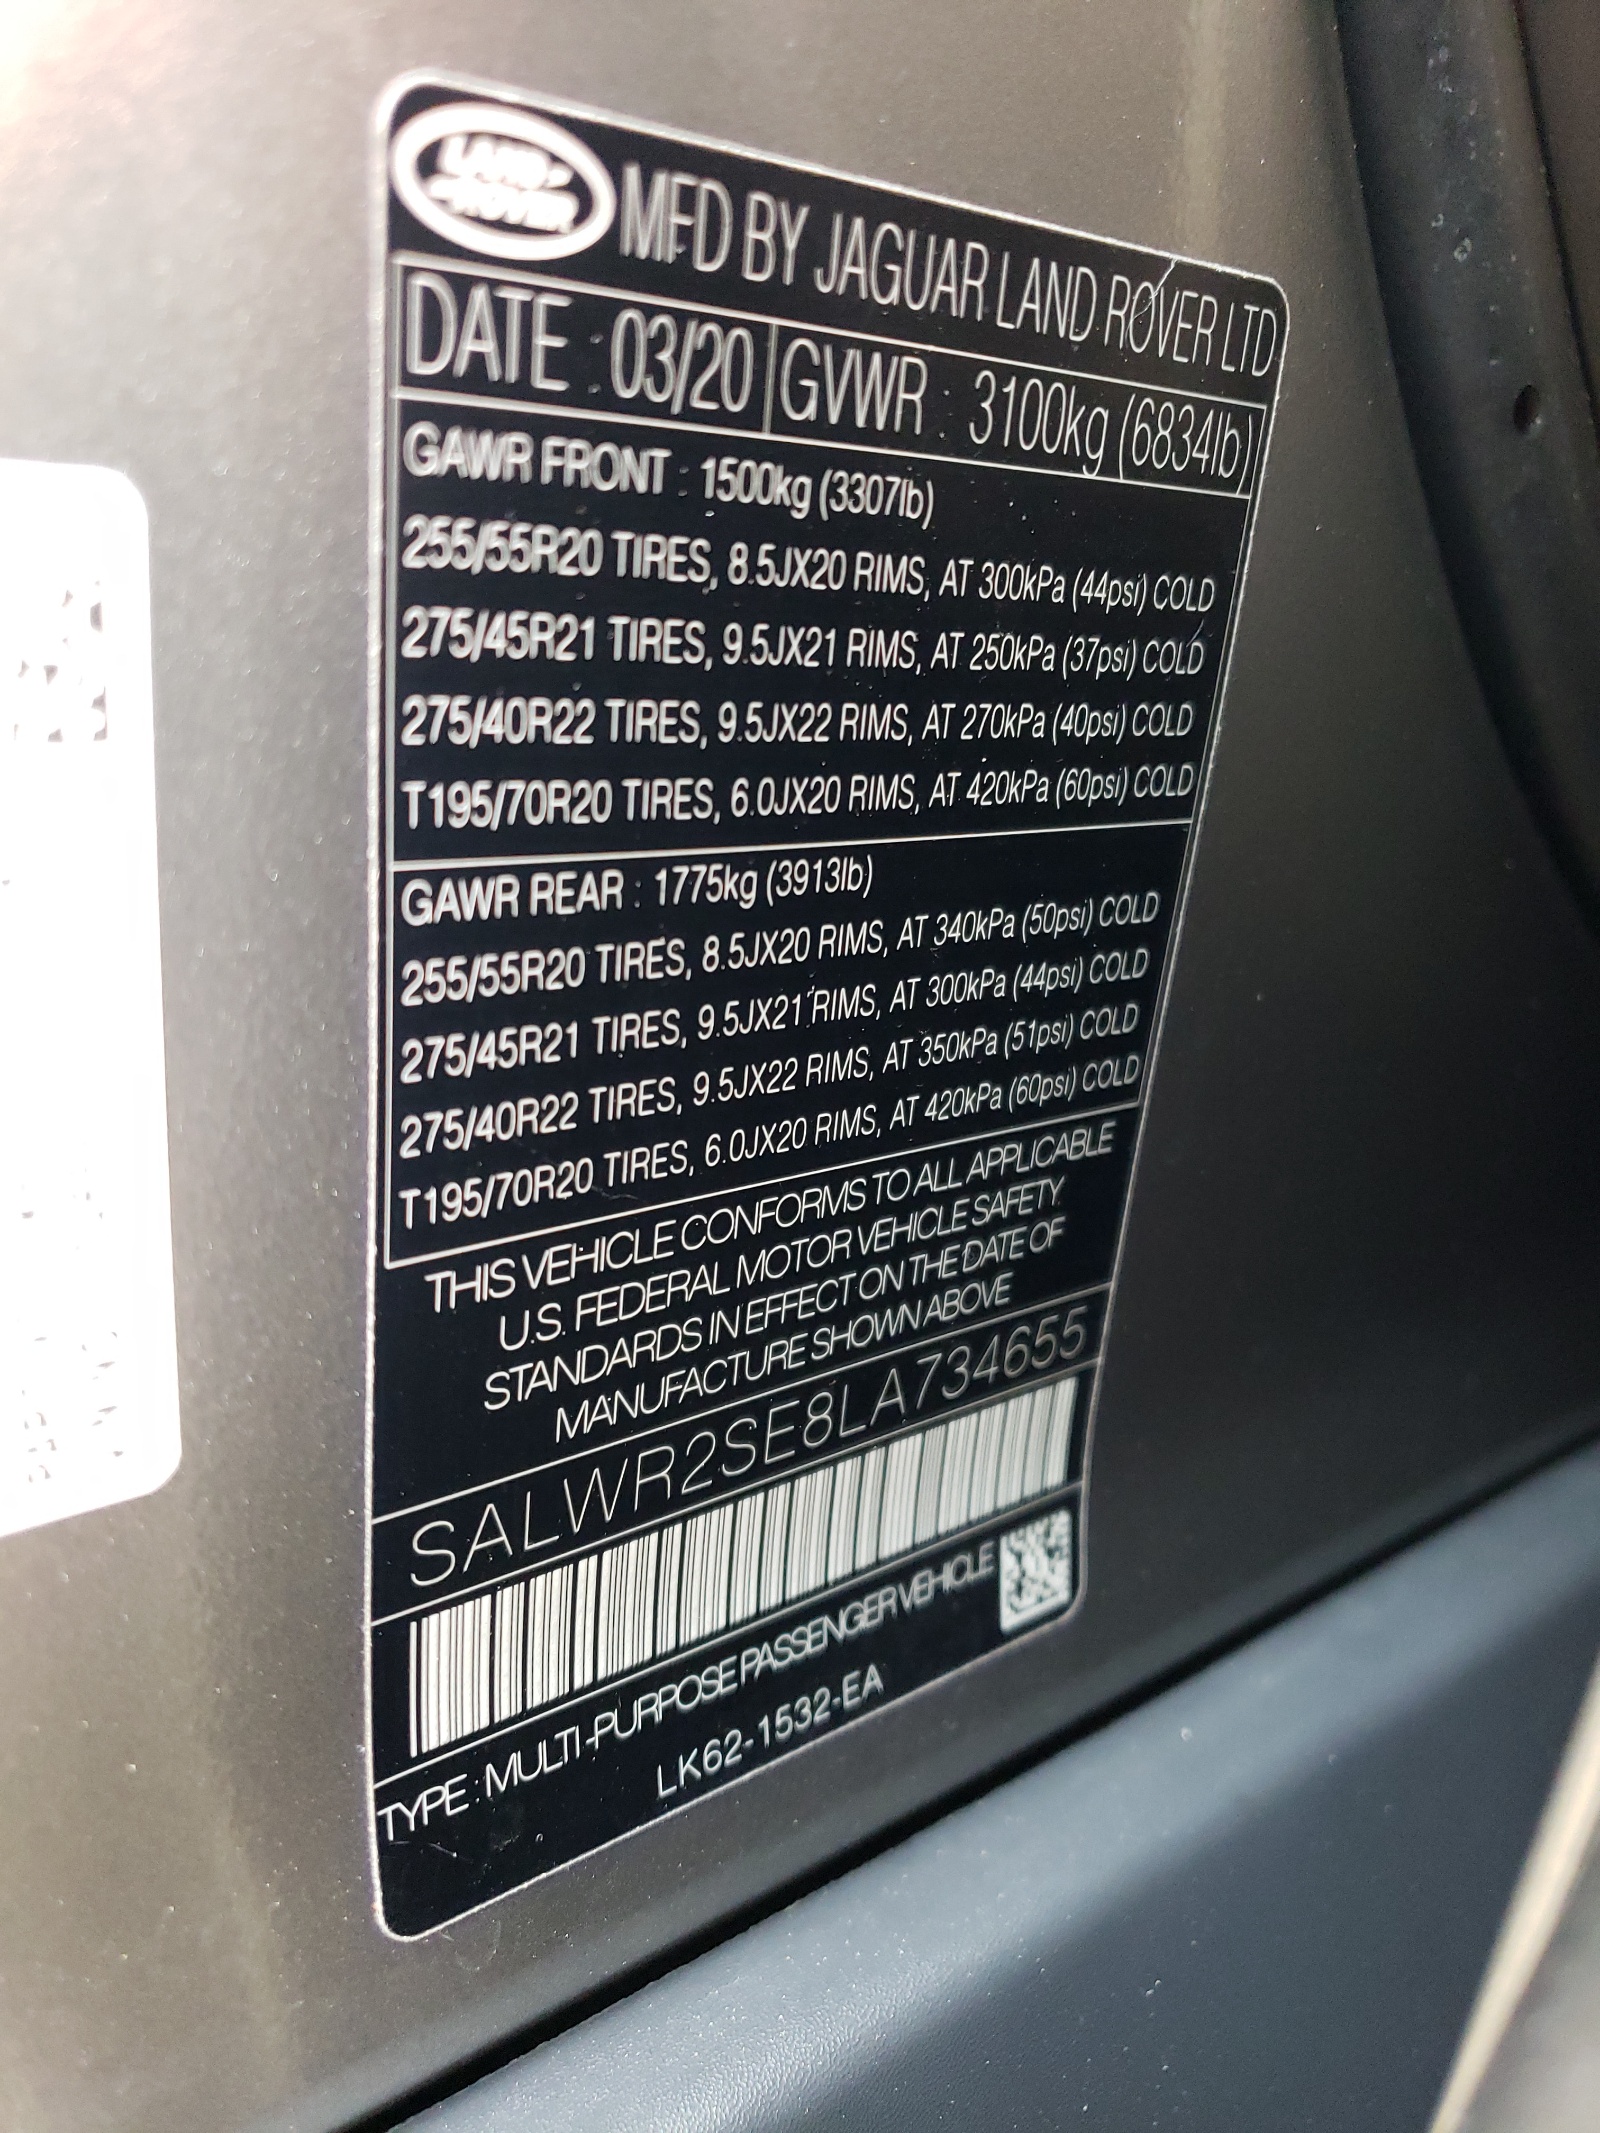 LAND-
-ROVER
MFD BY JAGUAR LAND ROVER LTD
DATE : 03/20 GVWR : 3100kg (6834lb)
GAWR FRONT : 1500kg (3307lb)
255/55R20 TIRES, 8.5JX20 RIMS, AT 300kPa (44psi) COLD
275/45R21 TIRES, 9.5JX21 RIMS, AT 250kPa (37psi) COLD
275/40R22 TIRES, 9.5JX22 RIMS, AT 270kPa (40psi) COLD
T195/70R20 TIRES, 6.0JX20 RIMS, AT 420kPa (60psi) COLD
GAWR REAR : 1775kg (3913lb)
255/55R20 TIRES, 8.5JX20 RIMS, AT 340kPa (50psi) COLD
275/45R21 TIRES, 9.5JX21 RIMS, AT 300kPa (44psi) COLD
275/40R22 TIRES, 9.5JX22 RIMS, AT 350kPa (51psi) COLD
T195/70R20 TIRES, 6.0JX20 RIMS, AT 420kPa (60psi) COLD
THIS VEHICLE CONFORMS TO ALL APPLICABLE
U.S. FEDERAL MOTOR VEHICLE SAFETY
STANDARDS IN EFFECT ON THE DATE OF
MANUFACTURE SHOWN ABOVE
SALWR2SE8LA734655
TYPE : MULTI-PURPOSE PASSENGER VEHICLE
LK62-1532-EA